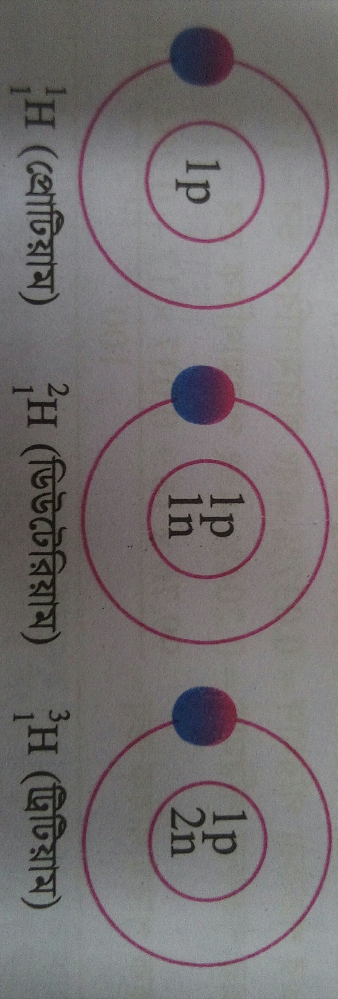 1p
¹₁H (প্রোটিয়াম)
1p
1n
²₁H (ডিউটেরিয়াম)
1p
2n
³₁H (ট্রিটিয়াম)